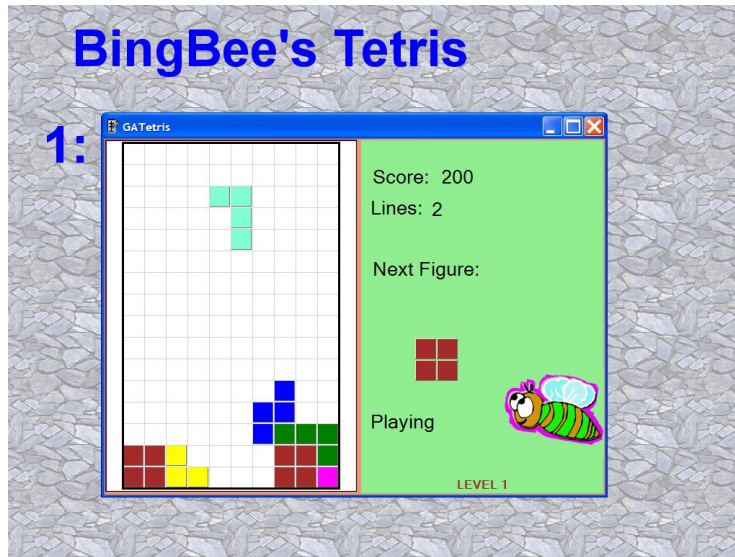 BingBee's Tetris
1:
GATetris
Score: 200
Lines: 2
Next Figure:
Playing
LEVEL 1